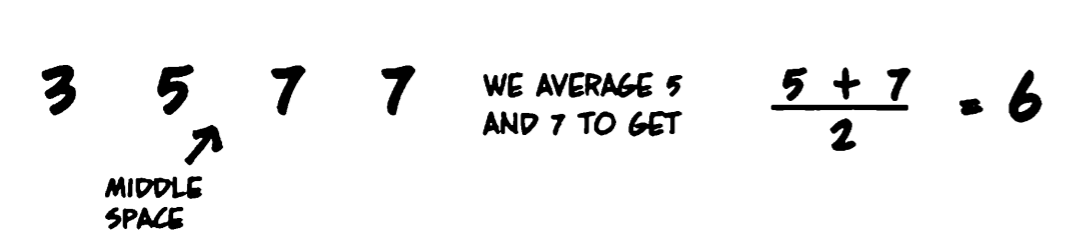 3 5 7 7
MIDDLE
SPACE
WE AVERAGE 5
AND 7 TO GET
5 + 7
2
= 6